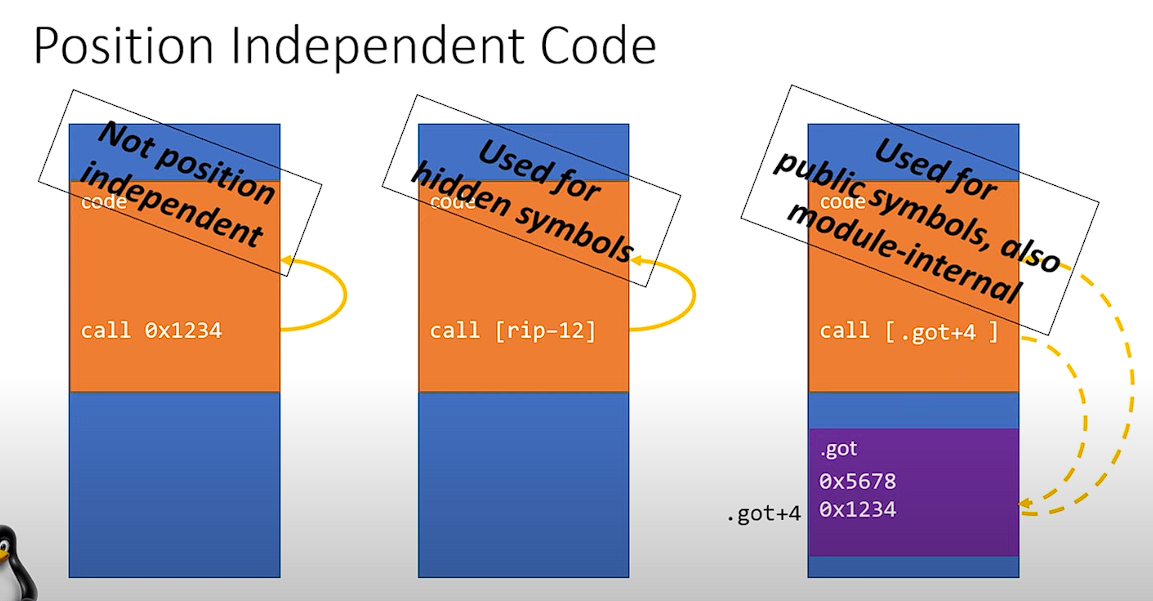 Position Independent Code
Not position
independent
code
call 0x1234
Used for
hidden symbols
code
call [rip−12]
Used for
public symbols, also
module-internal
code
call [ .got+4 ]
.got
0x5678
.got+4 0x1234